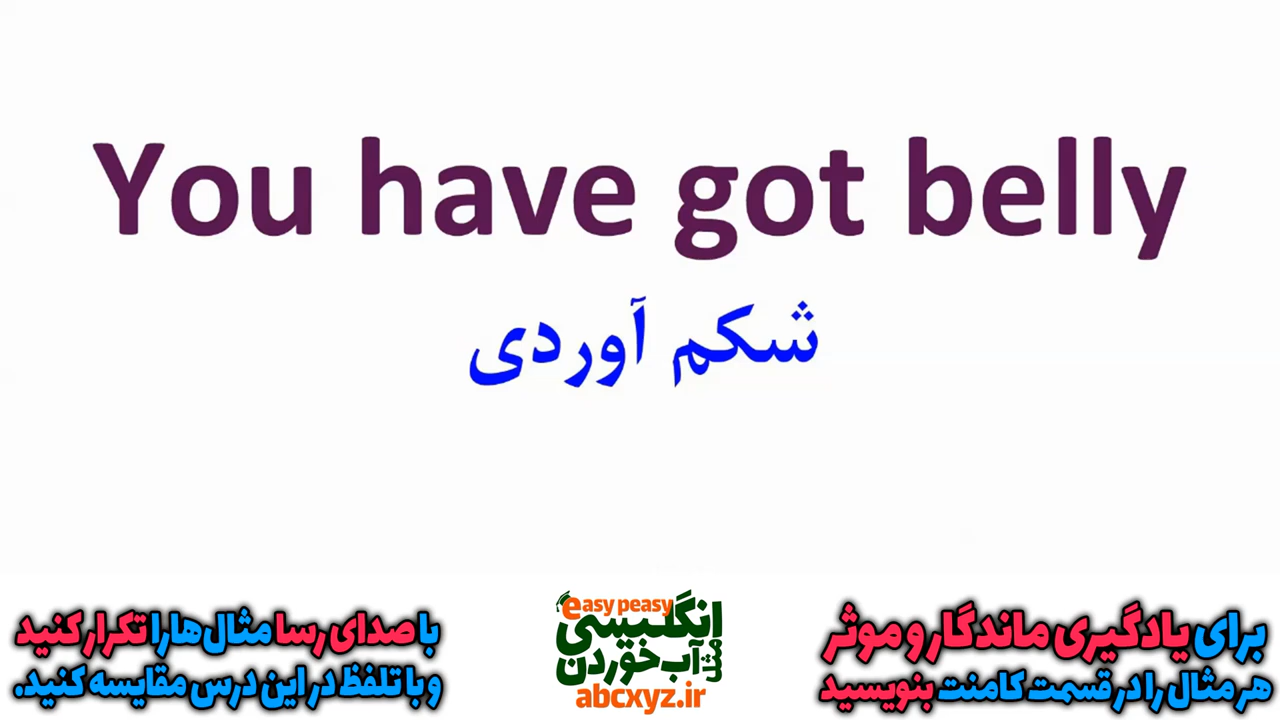 You have got belly
شکم آوردی
برای یادگیری ماندگار و موثر
هر مثال را در قسمت کامنت بنویسید
easy peasy
انگلیسی
مثل آب خوردن
abcxyz.ir
با صدای رسا مثال‌ها را تکرار کنید
و با تلفظ در این درس مقایسه کنید.